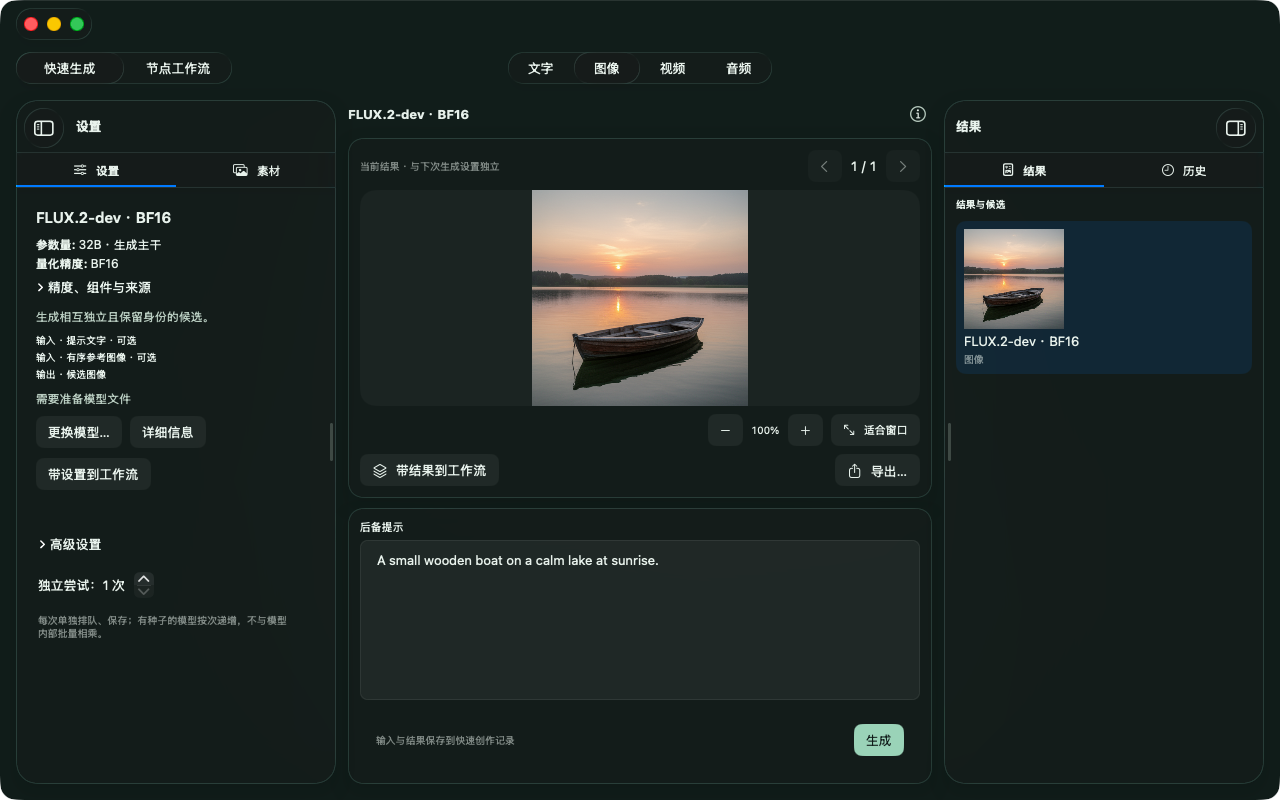 快速生成
节点工作流
文字
图像
视频
音频
设置
设置
素材
FLUX.2-dev · BF16
参数量: 32B · 生成主干
量化精度: BF16
精度、组件与来源
生成相互独立且保留身份的候选。
输入 · 提示文字 · 可选
输入 · 有序参考图像 · 可选
输出 · 候选图像
需要准备模型文件
更换模型...
详细信息
带设置到工作流
高级设置
独立尝试: 1 次
每次单独排队、保存；有种子的模型按次递增，不与模型
内部批量相乘。
FLUX.2-dev · BF16
当前结果 · 与下次生成设置独立
1 / 1
100%
适合窗口
带结果到工作流
导出...
后备提示
A small wooden boat on a calm lake at sunrise.
输入与结果保存到快速创作记录
生成
结果
结果
历史
结果与候选
FLUX.2-dev · BF16
图像